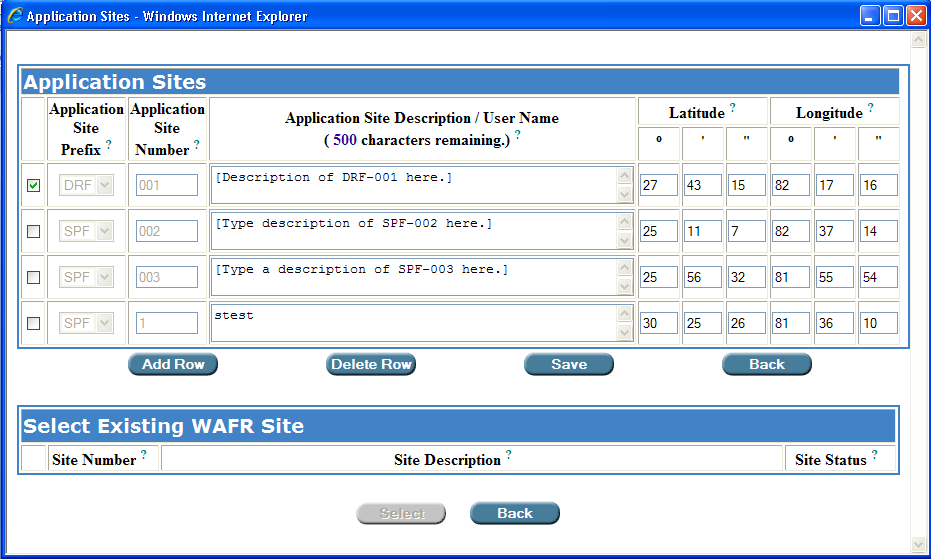 Application Sites - Windows Internet Explorer
Application Sites
Application Site Prefix ? Application Site Number ? Application Site Description / User Name ( 500 characters remaining.) ? Latitude ? Longitude ?
º ' " º ' "
DRF 001 [Description of DRF-001 here.] 27 43 15 82 17 16
SPF 002 [Type description of SPF-002 here.] 25 11 7 82 37 14
SPF 003 [Type a description of SPF-003 here.] 25 56 32 81 55 54
SPF 1 stest 30 25 26 81 36 10
Add Row Delete Row Save Back
Select Existing WAFR Site
Site Number ? Site Description ? Site Status ?
Select Back